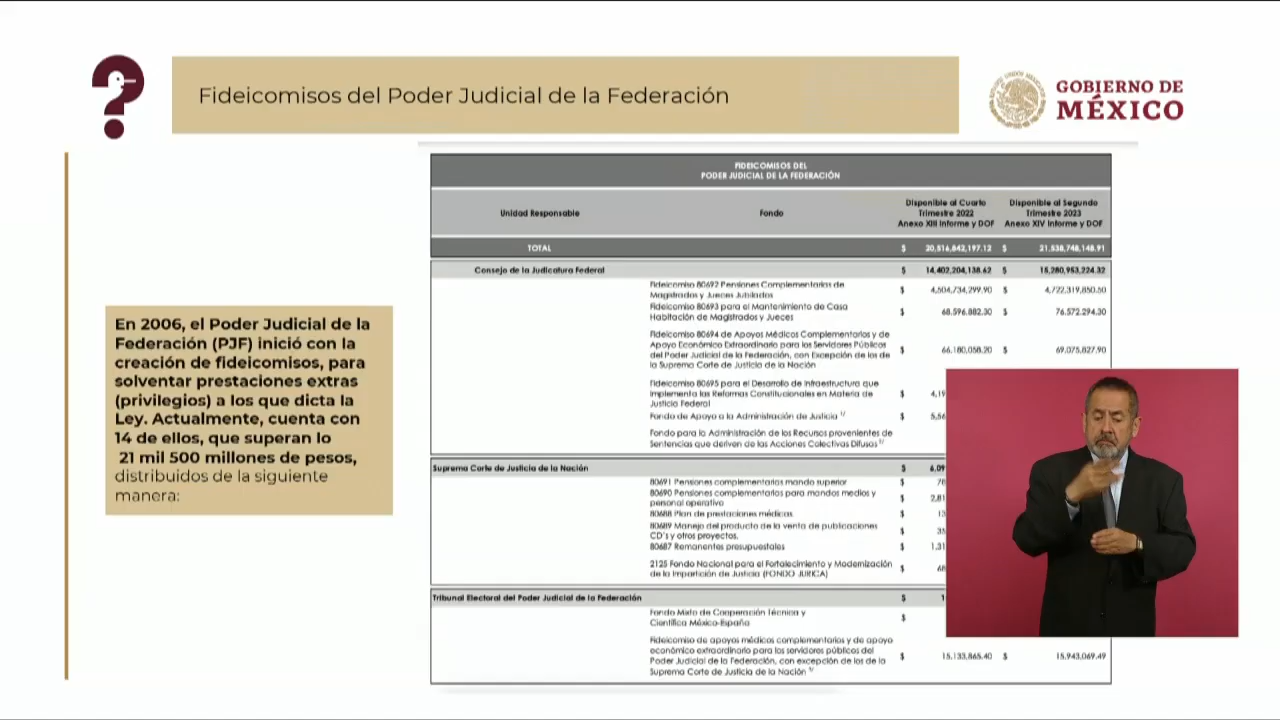 ?
Fideicomisos del Poder Judicial de la Federación
GOBIERNO DE
MÉXICO
En 2006, el Poder Judicial de la
Federación (PJF) inició con la
creación de fideicomisos, para
solventar prestaciones extras
(privilegios) a los que dicta la
Ley. Actualmente, cuenta con
14 de ellos, que superan lo
21 mil 500 millones de pesos,
distribuidos de la siguiente
manera:
FIDEICOMISOS DEL
PODER JUDICIAL DE LA FEDERACIÓN
Unidad Responsable
Fondo
Disponible al Cuarto
Trimestre 2022
Anexo XIII Informe y DOF
Disponible al Segundo
Trimestre 2023
Anexo XIV Informe y DOF
TOTAL $ 20,516,842,197.12 $ 21,538,748,148.91
Consejo de la Judicatura Federal $ 14,402,204,138.62 $ 15,280,953,224.32
Fideicomiso 80692 Pensiones Complementarias de
Magistrados y Jueces Jubilados $ 4,504,734,299.90 $ 4,722,319,850.50
Fideicomiso 80693 para el Mantenimiento de Casa
Habitación de Magistrados y Jueces $ 68,596,882.30 $ 76,572,294.30
Fideicomiso 80694 de Apoyos Médicos Complementarios y de
Apoyo Económico Extraordinario para los Servidores Públicos
del Poder Judicial de la Federación, con Excepción de los de
la Suprema Corte de Justicia de la Nación $ 66,180,058.20 $ 69,075,827.90
Fideicomiso 80695 para el Desarrollo de Infraestructura que
implementa las Reformas Constitucionales en Materia de
Justicia Federal $ 4,19
Fondo de Apoyo a la Administración de Justicia 1/ $ 5,56
Fondo para la Administración de los Recursos provenientes de
Sentencias que deriven de las Acciones Colectivas Difusas
Suprema Corte de Justicia de la Nación $ 6,09
80691 Pensiones complementarias mando superior $ 78
80690 Pensiones complementarias para mandos medios y
personal operativo $ 2,81
80688 Plan de prestaciones médicas $ 13
80689 Manejo del producto de la venta de publicaciones
CD's y otros proyectos. $ 35
80687 Remanentes presupuestales $ 1,31
2125 Fondo Nacional para el Fortalecimiento y Modernización
de la Impartición de Justicia (FONDO JURICA) $ 68
Tribunal Electoral del Poder Judicial de la Federación $ 1
Fondo Mixto de Cooperación Técnica y
Científica México-España $
Fideicomiso de apoyos médicos complementarios y de apoyo
económico extraordinario para los servidores públicos del
Poder Judicial de la Federación, con excepción de los de la
Suprema Corte de Justicia de la Nación $ 15,133,865.40 $ 15,943,069.49